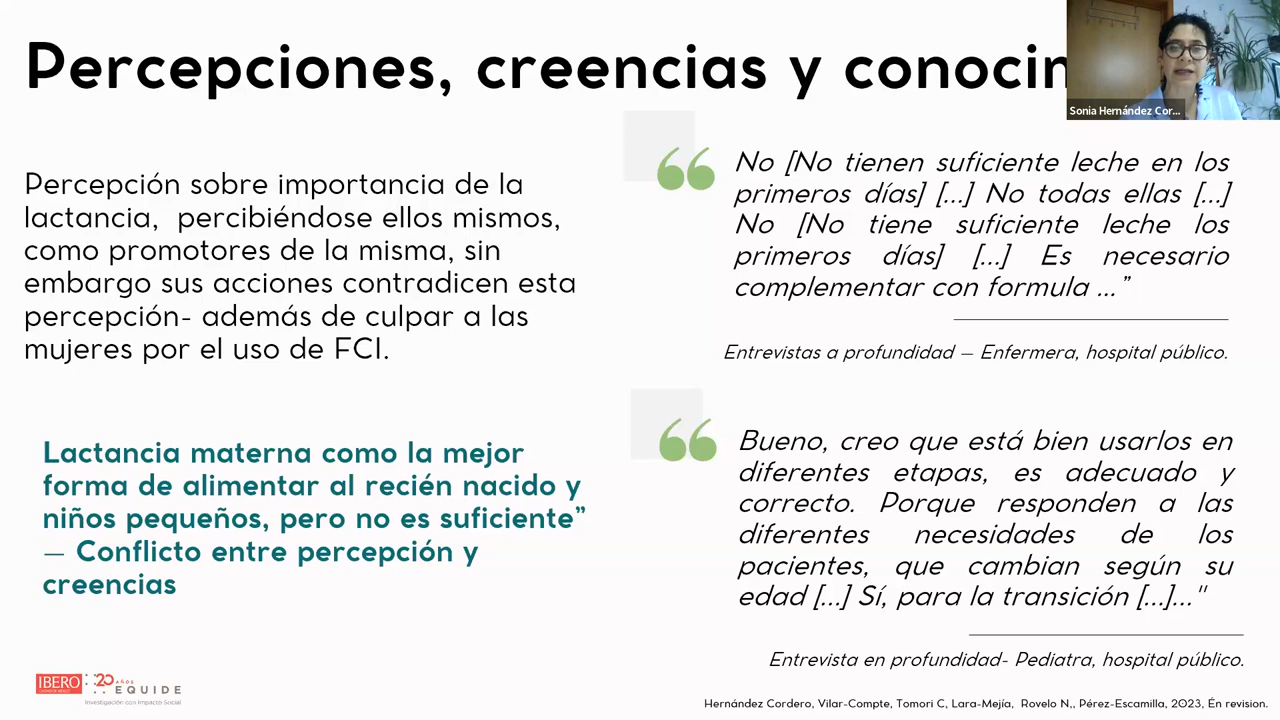 Percepciones, creencias y conocim
Sonia Hernández Cor...
Percepción sobre importancia de la
lactancia, percibiéndose ellos mismos,
como promotores de la misma, sin
embargo sus acciones contradicen esta
percepción- además de culpar a las
mujeres por el uso de FCI.
Lactancia materna como la mejor
forma de alimentar al recién nacido y
niños pequeños, pero no es suficiente”
— Conflicto entre percepción y
creencias
“
No [No tienen suficiente leche en los
primeros días] [...] No todas ellas [...]
No [No tiene suficiente leche los
primeros días] [...] Es necesario
complementar con formula ...”
Entrevistas a profundidad — Enfermera, hospital público.
“
Bueno, creo que está bien usarlos en
diferentes etapas, es adecuado y
correcto. Porque responden a las
diferentes necesidades de los
pacientes, que cambian según su
edad [...] Sí, para la transición [...]..."
Entrevista en profundidad- Pediatra, hospital público.
IBERO
CIUDAD DE MÉXICO
20 AÑOS
EQUIDE
Investigación con Impacto Social
Hernández Cordero, Vilar-Compte, Tomori C, Lara-Mejía, Rovelo N,, Pérez-Escamilla, 2023, Én revision.